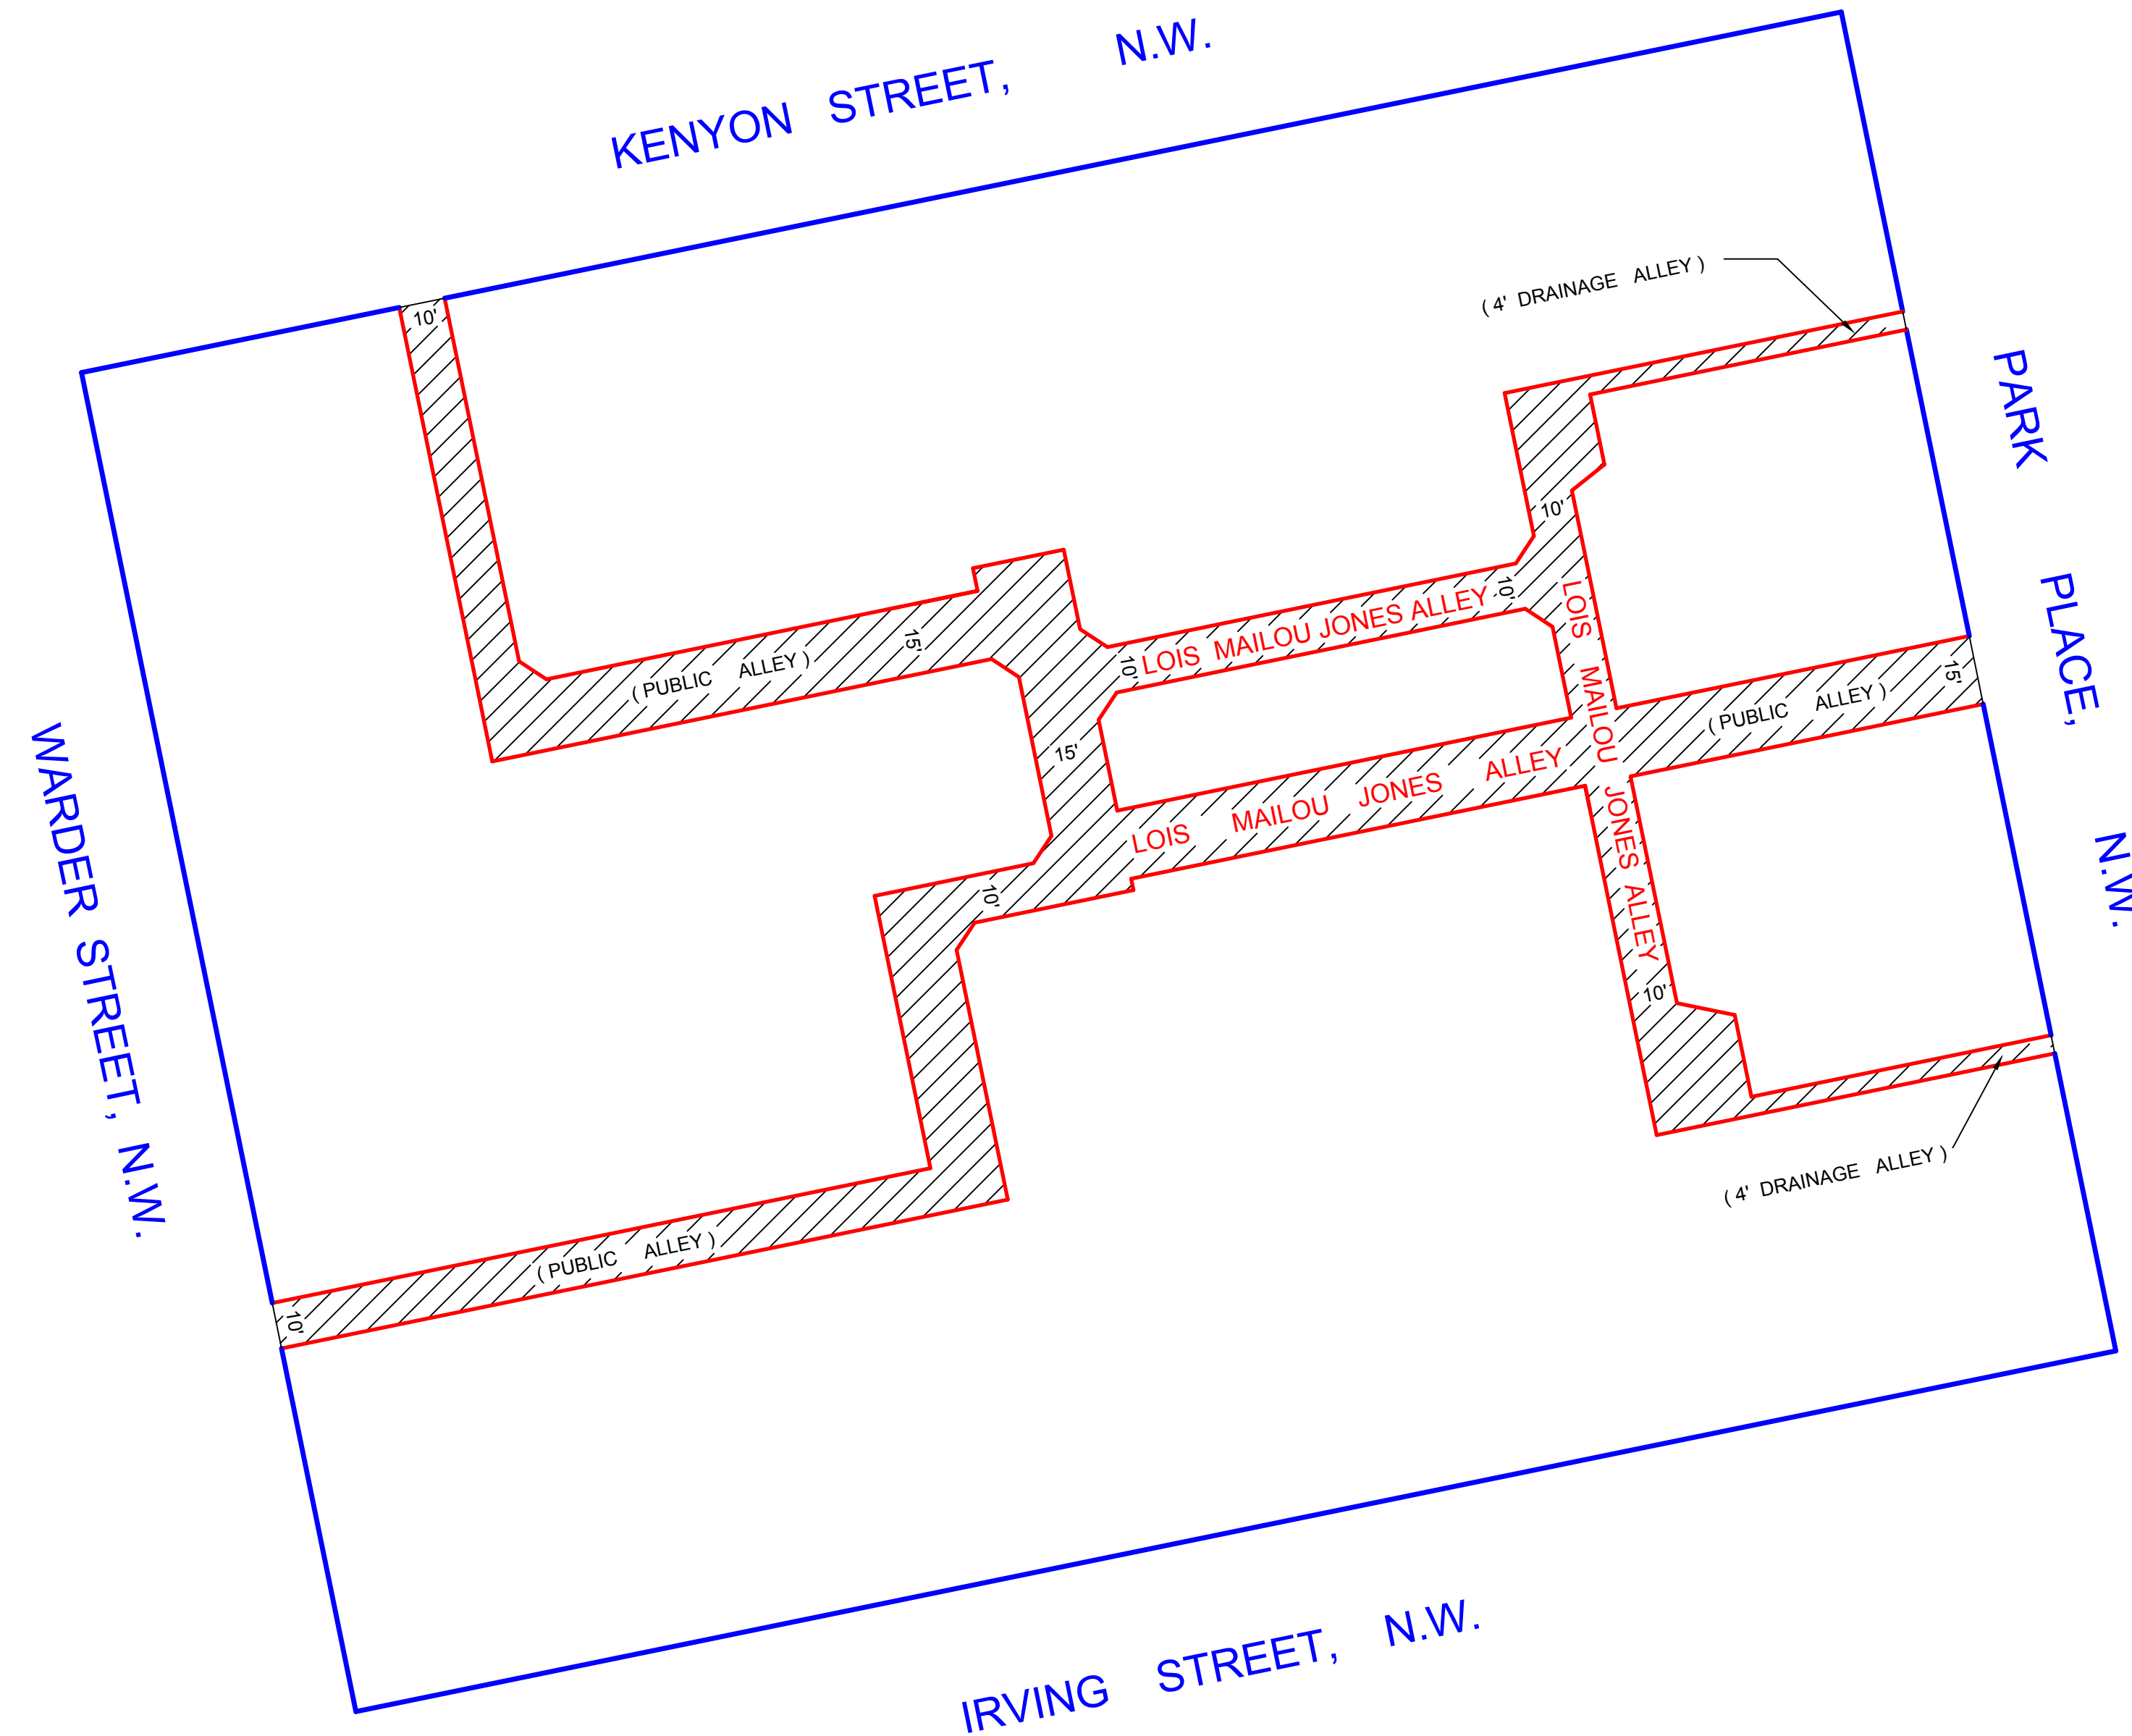 KENYON STREET, N.W.
10'
( 4' DRAINAGE ALLEY )
PARK PLACE, N.W.
10'
15'
( PUBLIC ALLEY )
LOIS MAILOU JONES ALLEY
10'
10'
LOIS MAILOU JONES ALLEY
( PUBLIC ALLEY )
15'
15'
LOIS MAILOU JONES ALLEY
WARDER STREET, N.W.
10'
10'
( 4' DRAINAGE ALLEY )
( PUBLIC ALLEY )
10'
IRVING STREET, N.W.